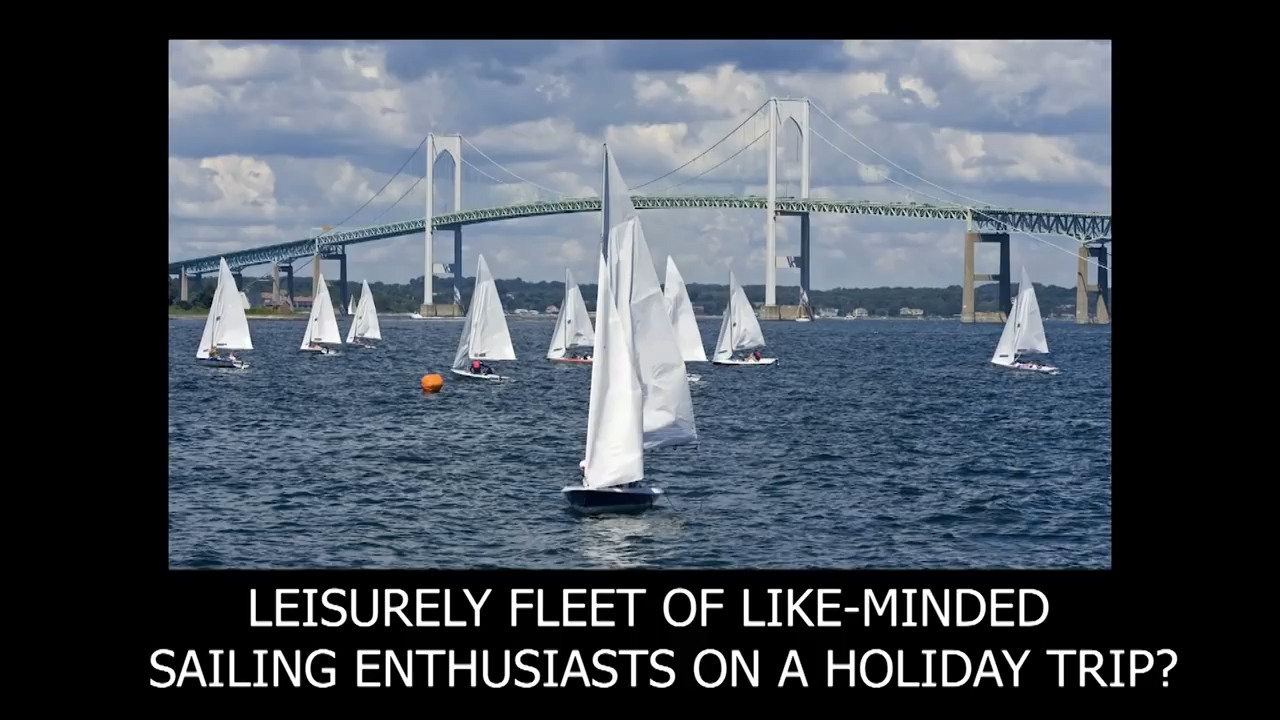 LEISURELY FLEET OF LIKE-MINDED
SAILING ENTHUSIASTS ON A HOLIDAY TRIP?